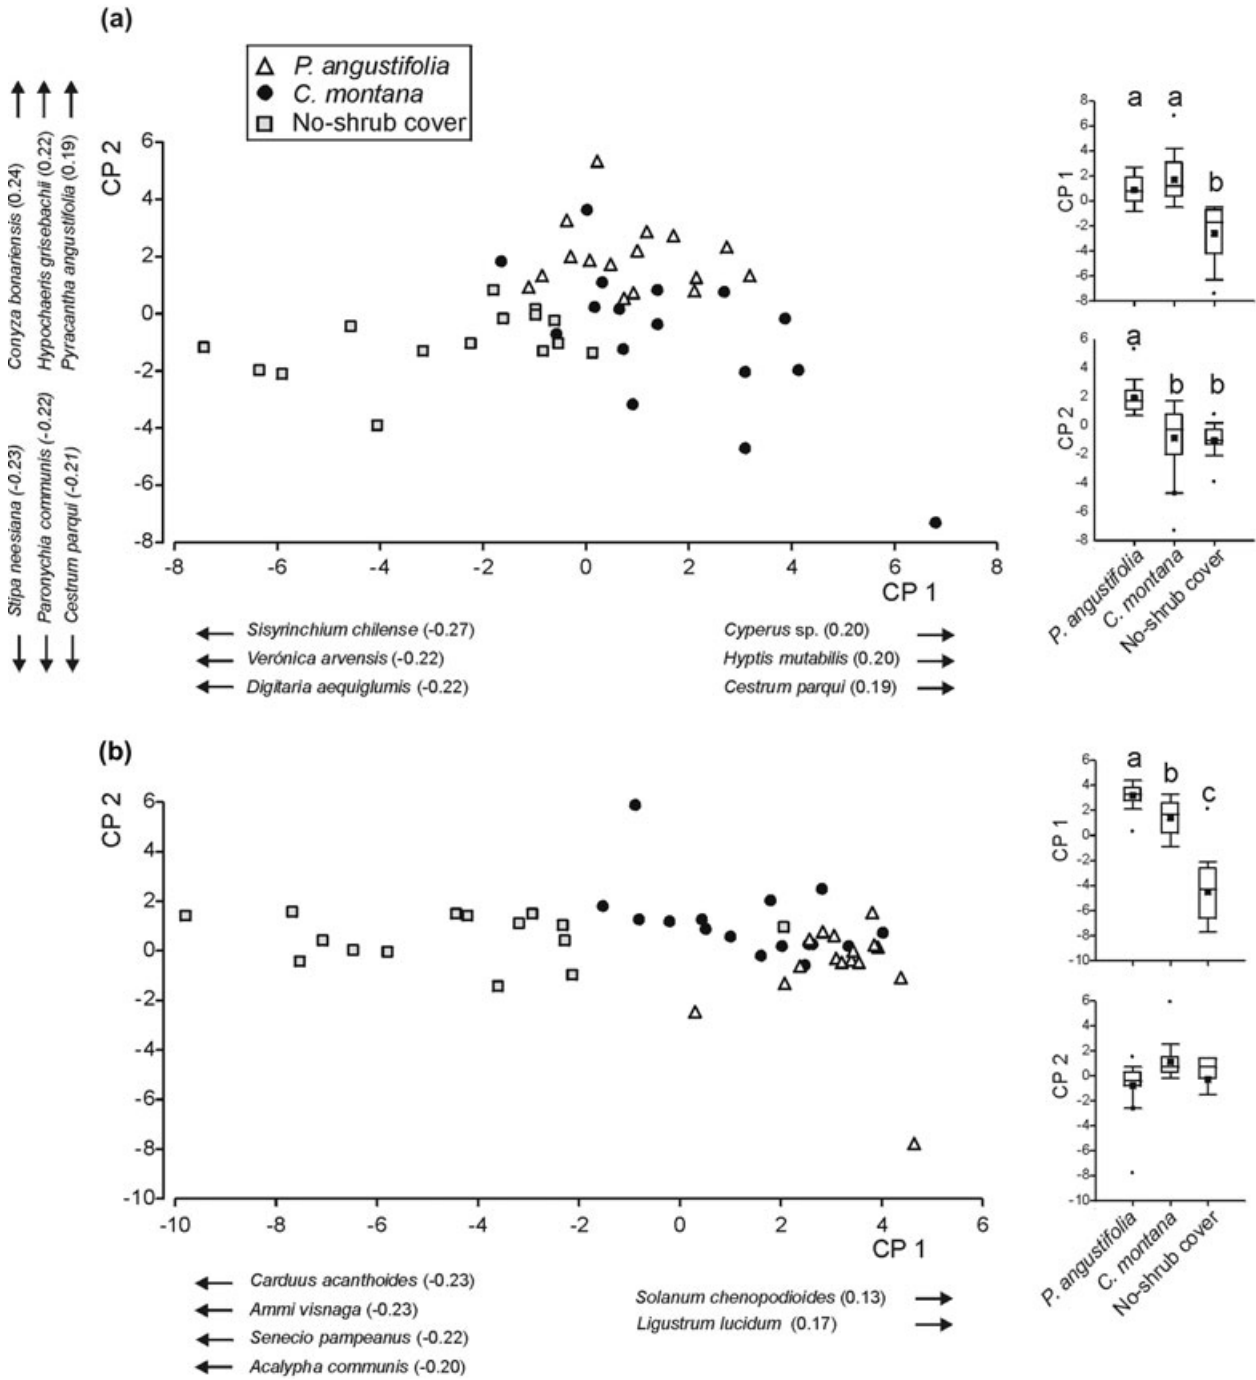 (a)
P. angustifolia
C. montana
No-shrub cover
Conyza bonariensis (0.24)
Hypochaeris grisebachii (0.22)
Pyracantha angustifolia (0.19)
Stipa neesiana (-0.23)
Paronychia communis (-0.22)
Cestrum parqui (-0.21)
CP 2
6
4
2
0
-2
-4
-6
-8
-8 -6 -4 -2 0 2 4 6 8
CP 1
Sisyrinchium chilense (-0.27)
Verónica arvensis (-0.22)
Digitaria aequiglumis (-0.22)
Cyperus sp. (0.20)
Hyptis mutabilis (0.20)
Cestrum parqui (0.19)
CP 1
8
6
4
2
0
-2
-4
-6
-8
a a b
CP 2
6
4
2
0
-2
-4
-6
-8
a b b
P. angustifolia
C. montana
No-shrub cover
(b)
CP 2
6
4
2
0
-2
-4
-6
-8
-10
-10 -8 -6 -4 -2 0 2 4 6
CP 1
Carduus acanthoides (-0.23)
Ammi visnaga (-0.23)
Senecio pampeanus (-0.22)
Acalypha communis (-0.20)
Solanum chenopodioides (0.13)
Ligustrum lucidum (0.17)
CP 1
6
4
2
0
-2
-4
-6
-8
-10
a b c
CP 2
6
4
2
0
-2
-4
-6
-8
-10
P. angustifolia
C. montana
No-shrub cover